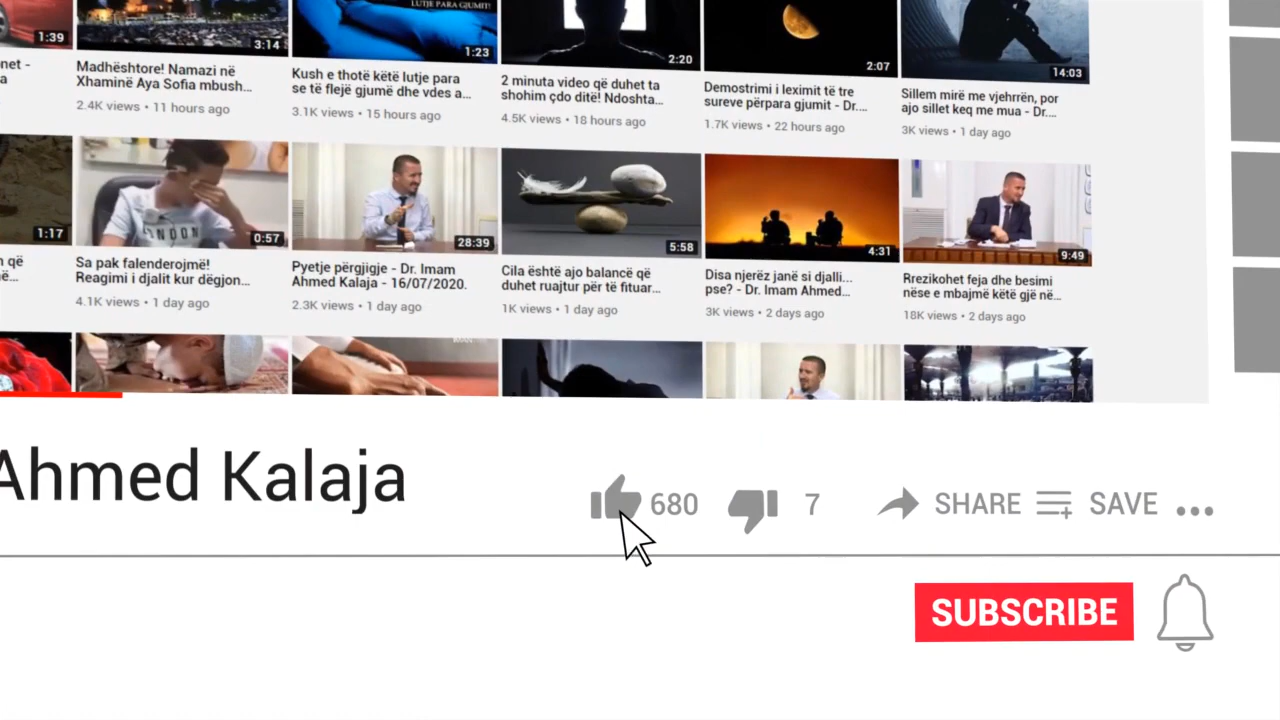 LUTJE PARA GJUMIT!
1:39
3:14
1:23
2:20
2:07
14:03
net -
a
Madhështore! Namazi në
Xhaminë Aya Sofia mbush...
2.4K views • 11 hours ago
Kush e thotë këtë lutje para
se të flejë gjumë dhe vdes a...
3.1K views • 15 hours ago
2 minuta video që duhet ta
shohim çdo ditë! Ndoshta...
4.5K views • 18 hours ago
Demostrimi i leximit të tre
sureve përpara gjumit - Dr....
1.7K views • 22 hours ago
Sillem mirë me vjehrrën, por
ajo sillet keq me mua - Dr....
3K views • 1 day ago
LONDON
1:17
0:57
28:39
5:58
4:31
9:49
n që
ë...
Sa pak falenderojmë!
Reagimi i djalit kur dëgjon...
4.1K views • 1 day ago
Pyetje përgjigje - Dr. Imam
Ahmed Kalaja - 16/07/2020.
2.3K views • 1 day ago
Cila është ajo balancë që
duhet ruajtur për të fituar...
1K views • 1 day ago
Disa njerëz janë si djalli...
pse? - Dr. Imam Ahmed...
3K views • 2 days ago
Rrezikohet feja dhe besimi
nëse e mbajmë këtë gjë në...
18K views • 2 days ago
Ahmed Kalaja
680
7
SHARE
SAVE
SUBSCRIBE